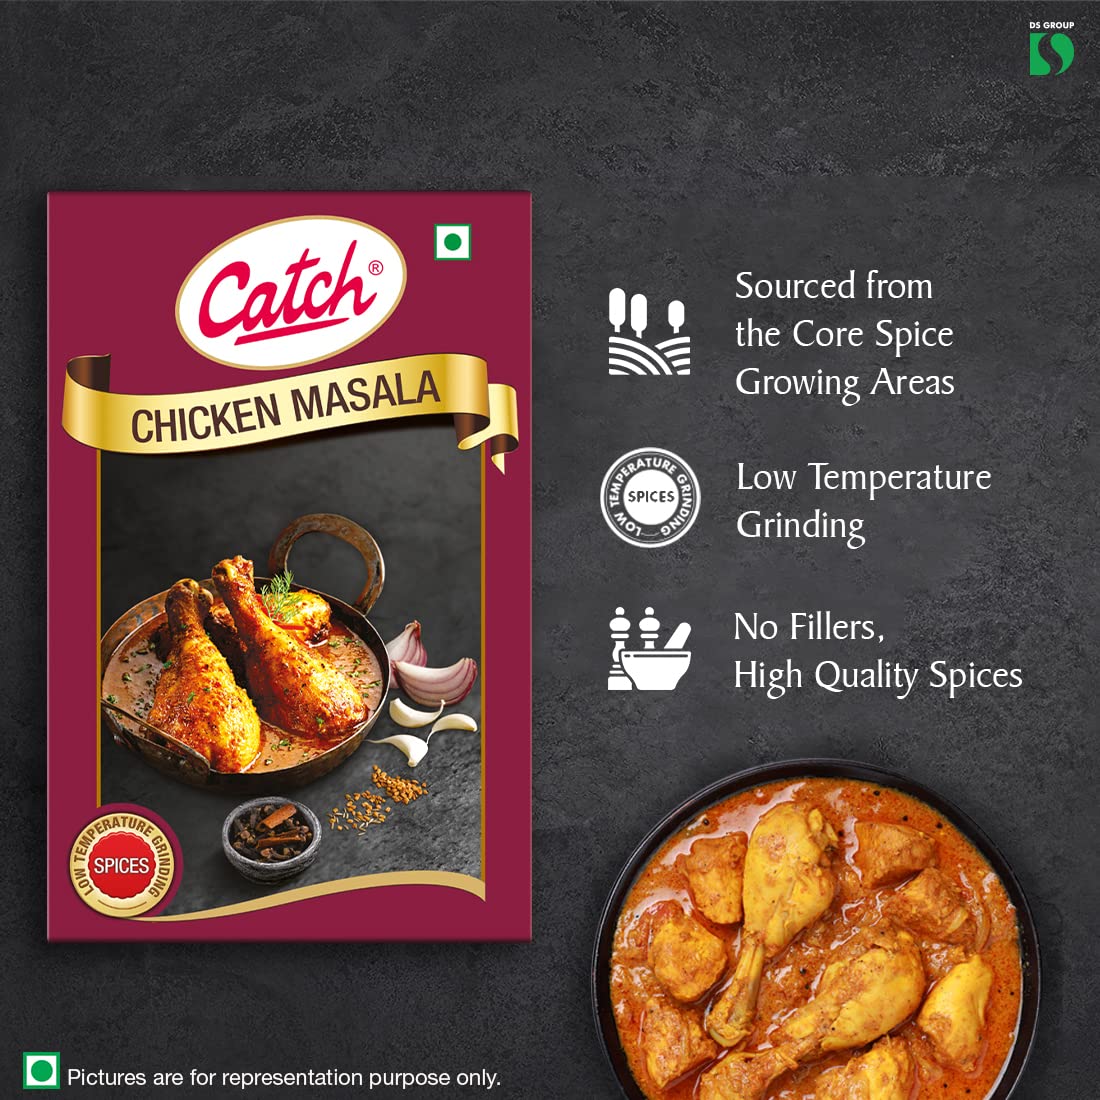 DS GROUP
Catch®
CHICKEN MASALA
LOW TEMPERATURE GRINDING
SPICES
Sourced from
the Core Spice
Growing Areas
LOW TEMPERATURE GRINDING
SPICES
Low Temperature
Grinding
No Fillers,
High Quality Spices
Pictures are for representation purpose only.